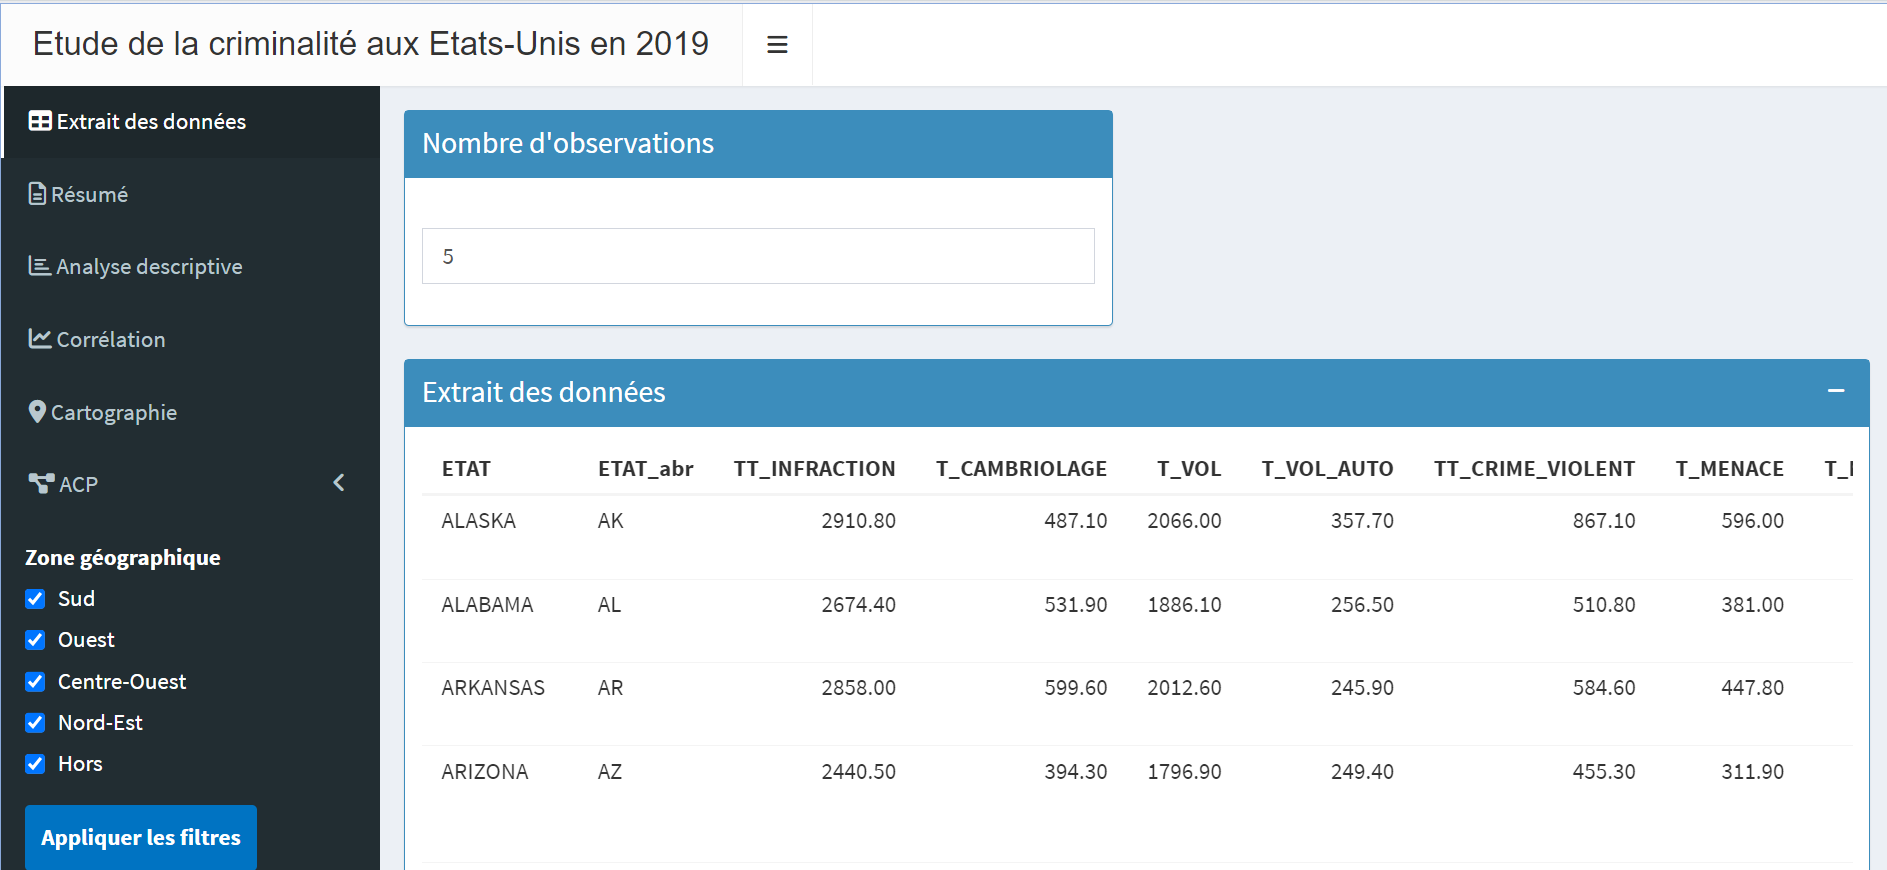 Etude de la criminalité aux Etats-Unis en 2019
Extrait des données
Résumé
Analyse descriptive
Corrélation
Cartographie
ACP
Zone géographique
Sud
Ouest
Centre-Ouest
Nord-Est
Hors
Appliquer les filtres
Nombre d'observations
5
Extrait des données
ETAT ETAT_abr TT_INFRACTION T_CAMBRIOLAGE T_VOL T_VOL_AUTO TT_CRIME_VIOLENT T_MENACE
ALASKA AK 2910.80 487.10 2066.00 357.70 867.10 596.00
ALABAMA AL 2674.40 531.90 1886.10 256.50 510.80 381.00
ARKANSAS AR 2858.00 599.60 2012.60 245.90 584.60 447.80
ARIZONA AZ 2440.50 394.30 1796.90 249.40 455.30 311.90